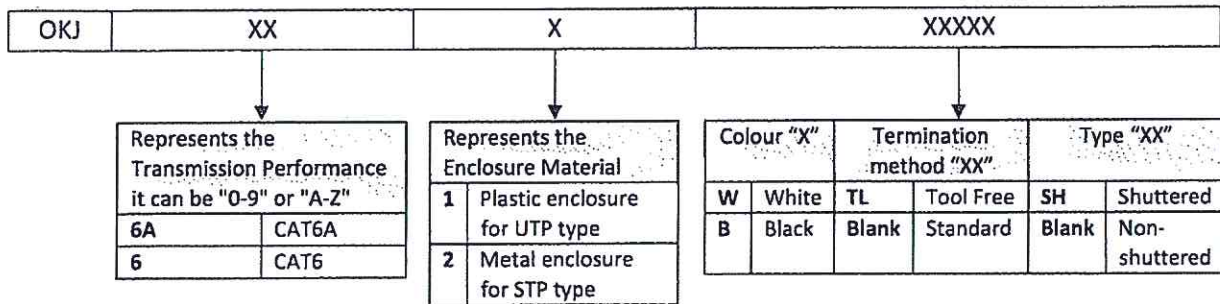 OKJ XX X XXXXX
Represents the
Transmission Performance
it can be "0-9" or "A-Z"
6A CAT6A
6 CAT6
Represents the
Enclosure Material
1 Plastic enclosure
for UTP type
2 Metal enclosure
for STP type
Colour "X" Termination Type "XX"
method "XX"
W White TL Tool Free SH Shuttered
B Black Blank Standard Blank Non-
shuttered